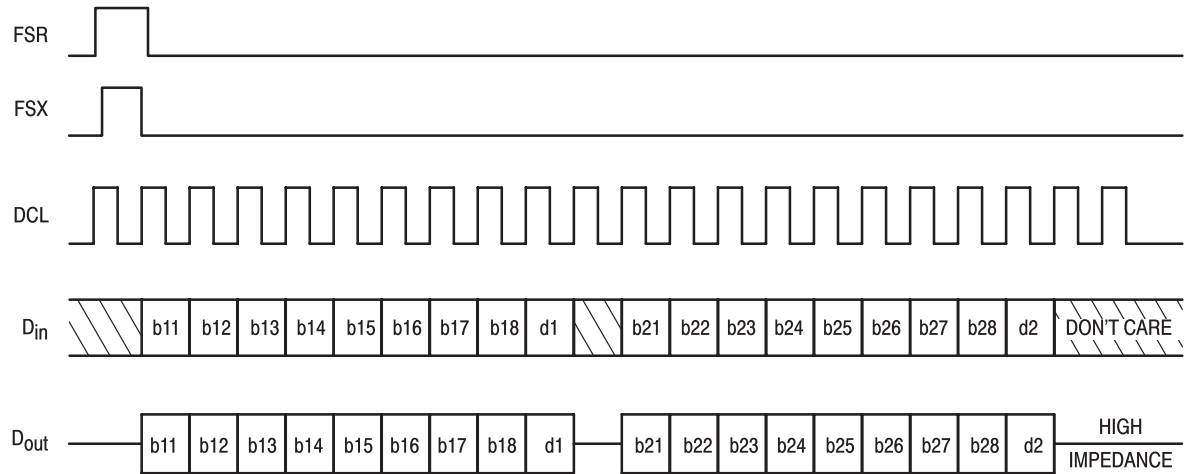 FSR
FSX
DCL
Din b11 b12 b13 b14 b15 b16 b17 b18 d1 b21 b22 b23 b24 b25 b26 b27 b28 d2 DON'T CARE
Dout b11 b12 b13 b14 b15 b16 b17 b18 d1 b21 b22 b23 b24 b25 b26 b27 b28 d2 HIGH
IMPEDANCE